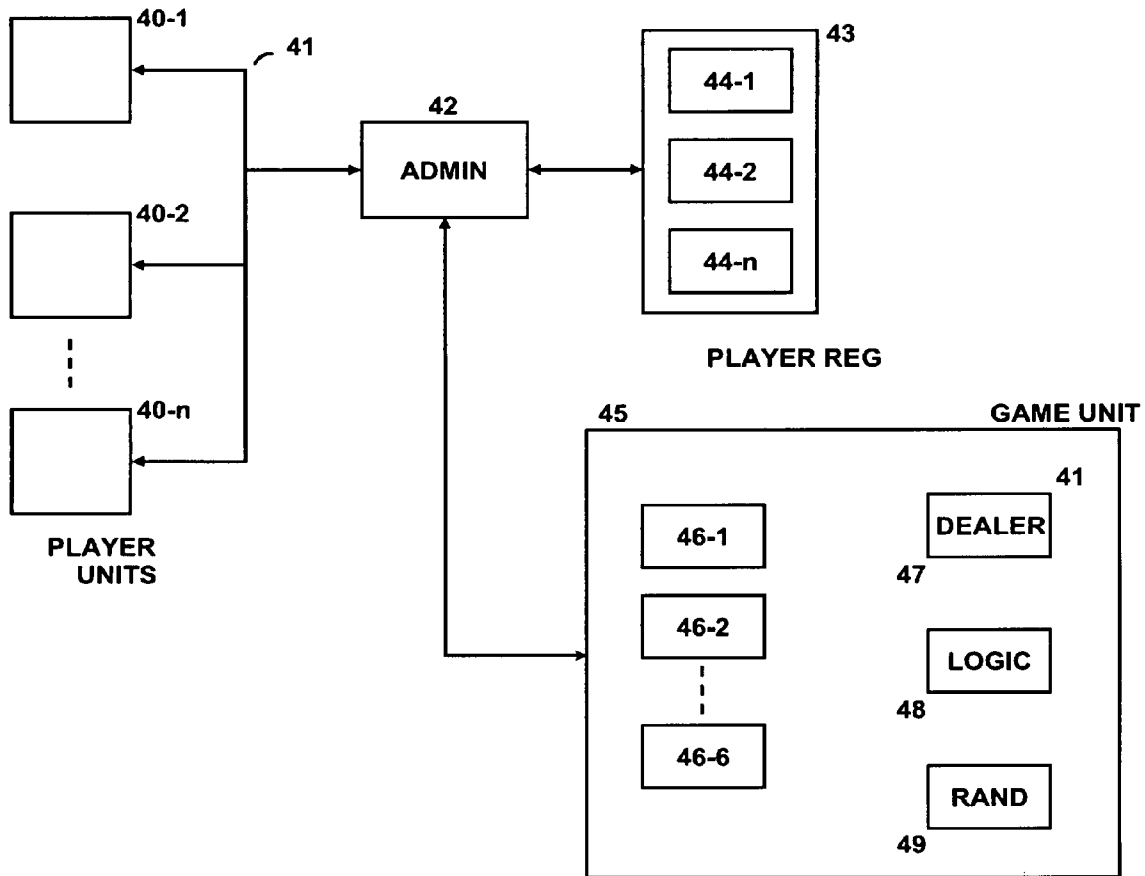 40-1
41
43
44-1
42
ADMIN
44-2
40-2
44-n
PLAYER REG
40-n
45
GAME UNIT
41
46-1
DEALER
PLAYER
UNITS
47
46-2
LOGIC
48
46-6
RAND
49